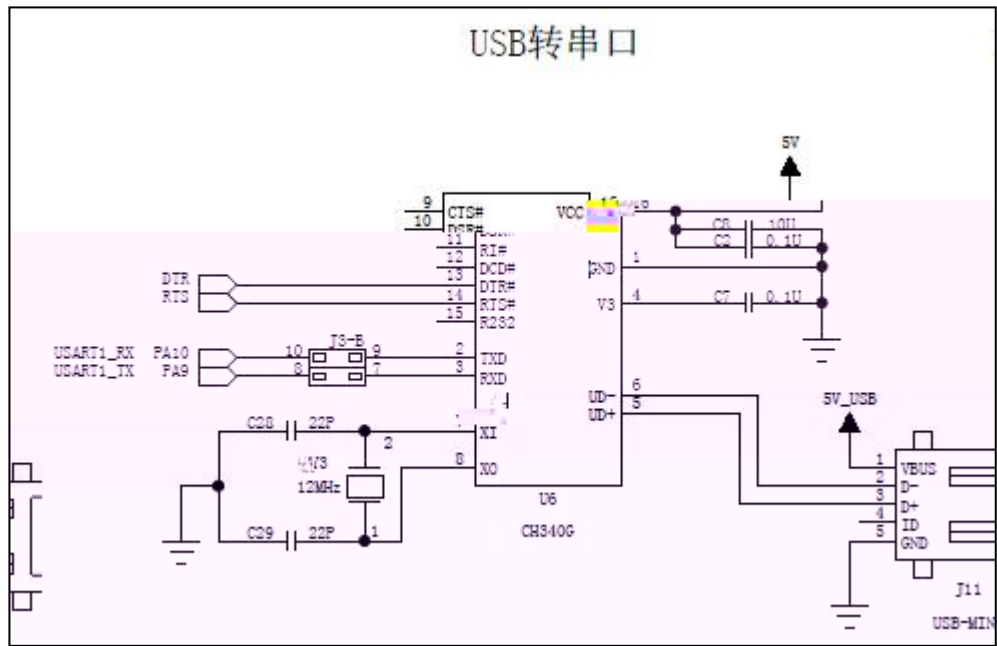 USB转串口
5V
9 CTS# VCC
10 DSR# C2 0.1U
10U
11 RI#
12 DCD# GND 1
DTR 13 DTR#
RTS 14 RTS# V3 4 C7 0.1U
15 R232
J3-B
USART1_RX PA10 10 9 2 TXD
USART1_TX PA9 8 7 3 RXD
UD- 6
UD+ 5
5V_USB
C28 22P 2 XI
12MHz 8 XO
C29 22P 1
U6
CH340G
1 VBUS
2 D-
3 D+
4 ID
5 GND
J11
USB-MIN